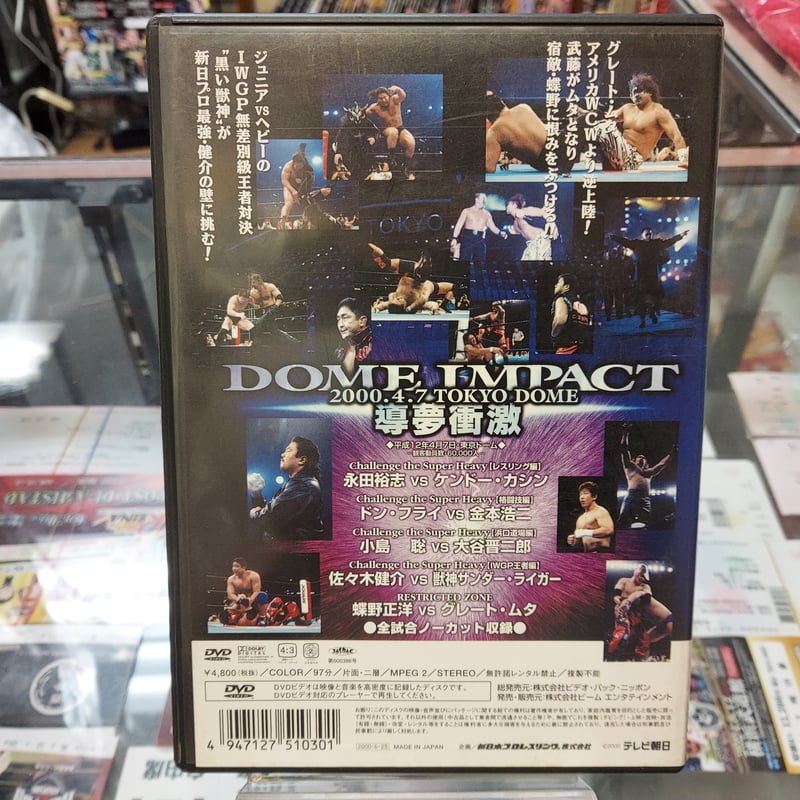 グレート・ム
アメリカWCWより逆上陸!
武藤がムタとなり
宿敵・蝶野に恨みをぶつける!!
ジュニアvsヘビーの
IWGP無差別級王者対決
"黒い獣神"が
新日プロ最強・健介の壁に挑む!
TOKYO
DOME IMPACT
2000.4.7 TOKYO DOME
導夢衝激
◆平成12年4月7日・東京ドーム◆
観客動員数・60,000人
Challenge the Super Heavy [レスリング編]
永田裕志 vs ケンドー・カシン
Challenge the Super Heavy [格闘技編]
ドン・フライ vs 金本浩二
Challenge the Super Heavy [浜口道場編]
小島 聡 vs 大谷晋二郎
Challenge the Super Heavy [IWGP王者編]
佐々木健介 vs 獣神サンダー・ライガー
RESTRICTED ZONE
蝶野正洋 vs グレート・ムタ
●全試合ノーカット収録●
DVD VIDEO DOLBY DIGITAL 4:3 2
¥4,800(税抜)/COLOR/97分/片面・二層/MPEG 2/STEREO/無許諾レンタル禁止/複製不能
DVD VIDEO
DVDビデオは映像と音楽を高密度に記録したディスクです。
DVDビデオ対応のプレーヤーで再生してください。
総発売元:株式会社ビデオ・パック・ニッポン
発売・販売元:株式会社ビーム エンタテインメント
4 947127 510301
2000・6・25 MADE IN JAPAN
企画/新日本プロレスリング株式会社
©2000 テレビ朝日